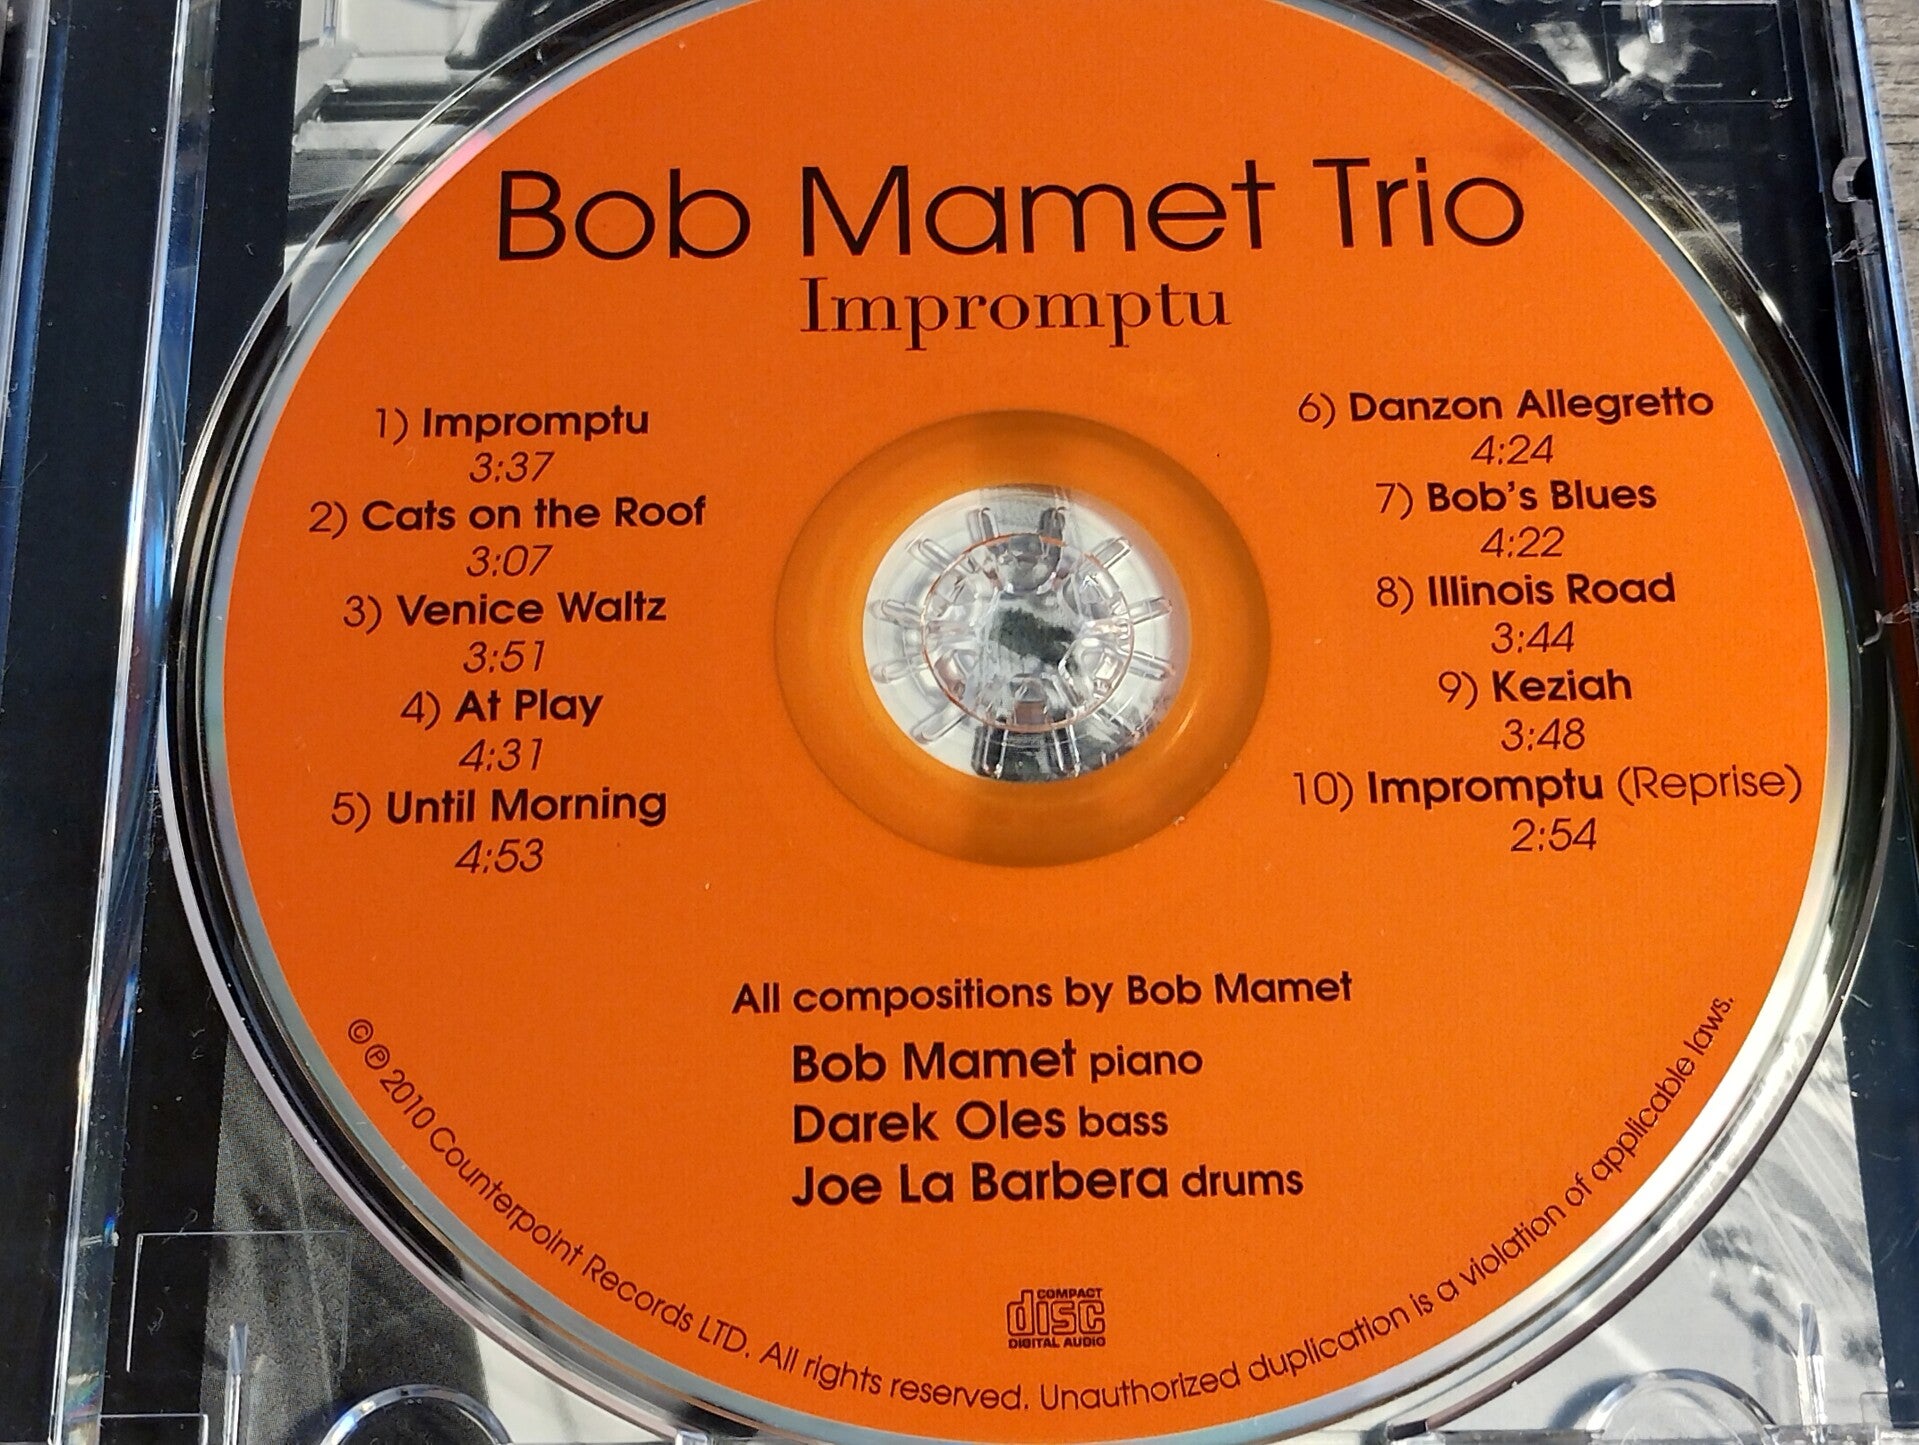 Bob Mamet Trio
Impromptu
1) Impromptu
3:37
2) Cats on the Roof
3:07
3) Venice Waltz
3:51
4) At Play
4:31
5) Until Morning
4:53
6) Danzon Allegretto
4:24
7) Bob's Blues
4:22
8) Illinois Road
3:44
9) Keziah
3:48
10) Impromptu (Reprise)
2:54
All compositions by Bob Mamet
Bob Mamet piano
Darek Oles bass
Joe La Barbera drums
COMPACT
disc
DIGITAL AUDIO
©℗ 2010 Counterpoint Records LTD. All rights reserved. Unauthorized duplication is a violation of applicable laws.